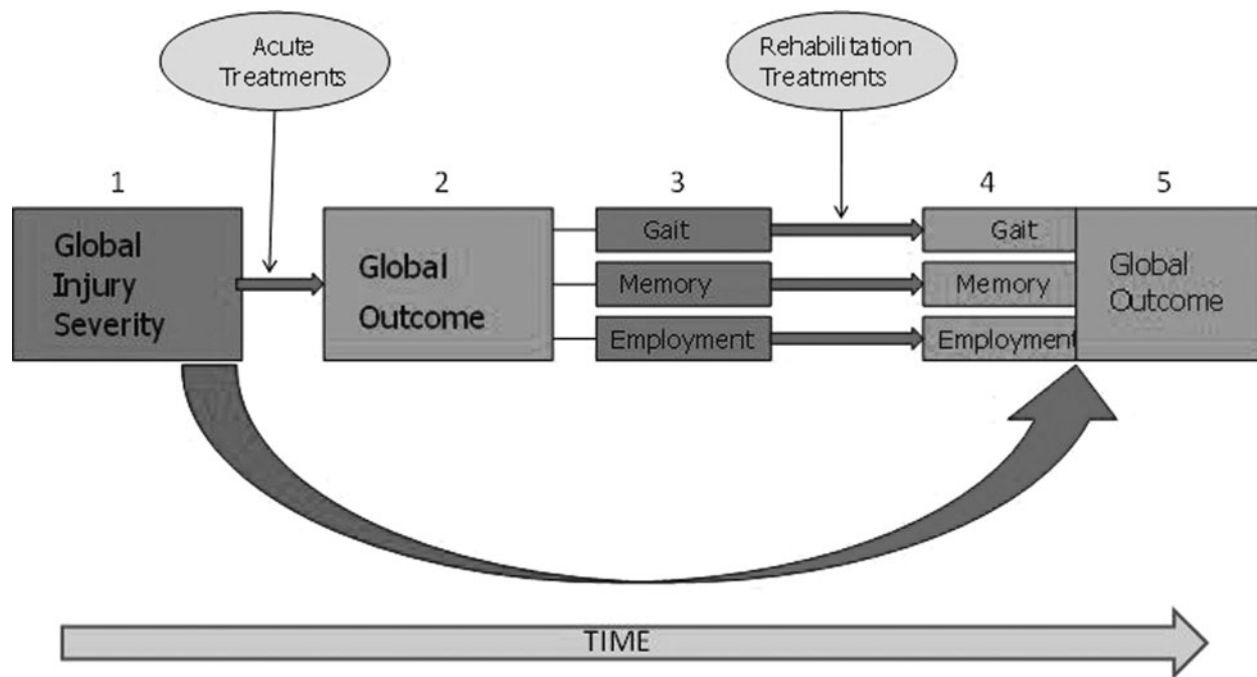 Acute
Treatments
Rehabilitation
Treatments
1
2
3
4
5
Global
Injury
Severity
Global
Outcome
Gait
Memory
Employment
Gait
Memory
Employment
Global
Outcome
TIME